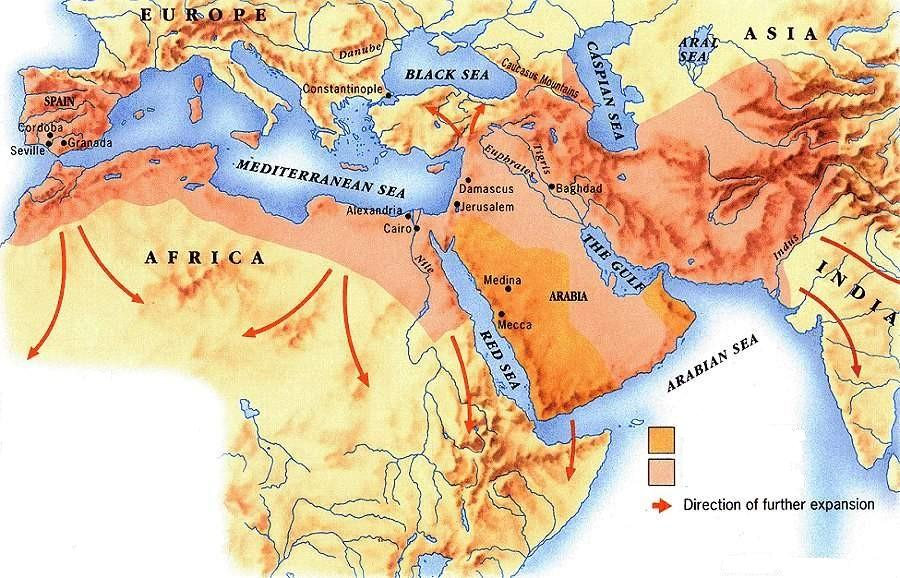 EUROPE
ASIA
ARAL
SEA
Danube
BLACK SEA
Caucasus Mountains
CASPIAN SEA
Constantinople
SPAIN
Cordoba
Seville
Granada
MEDITERRANEAN SEA
Euphrates
Tigris
Damascus
Baghdad
Jerusalem
Alexandria
Cairo
Nile
AFRICA
THE GULF
Indus
INDIA
Medina
ARABIA
Mecca
RED SEA
ARABIAN SEA
Direction of further expansion